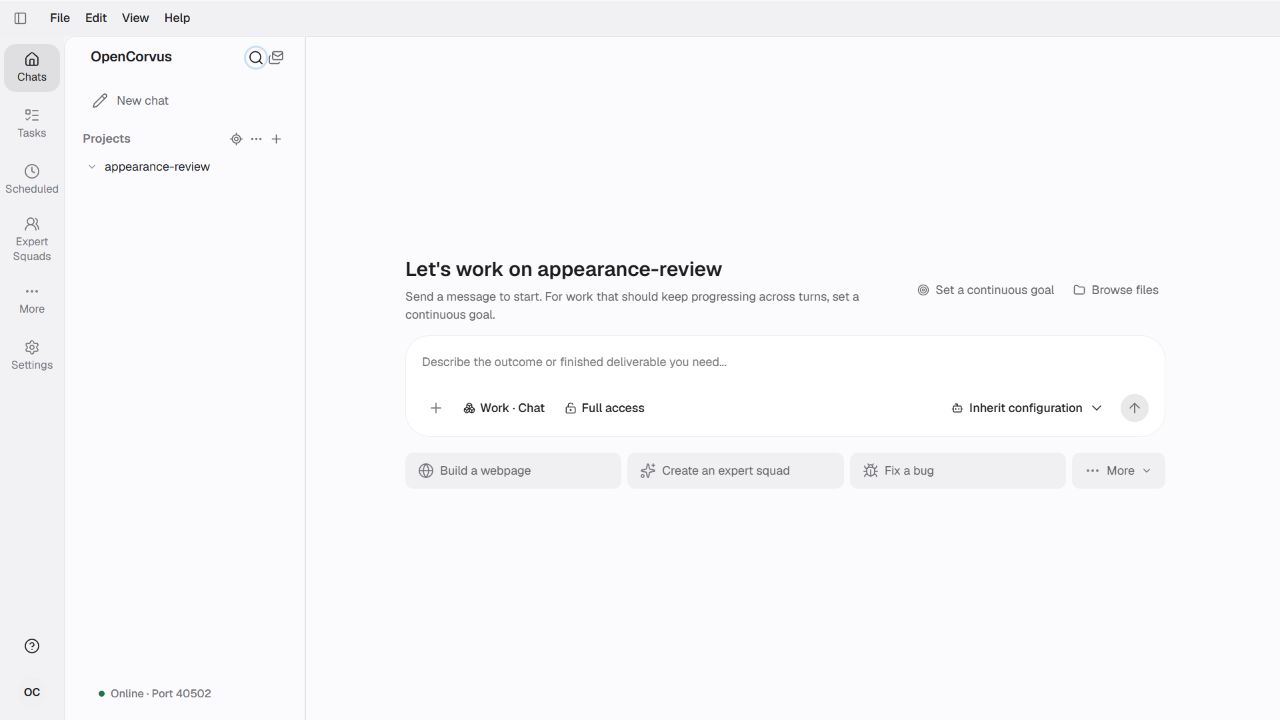 File Edit View Help
Chats
Tasks
Scheduled
Expert
Squads
More
Settings
OC
OpenCorvus
New chat
Projects
appearance-review
Online · Port 40502
Let's work on appearance-review
Send a message to start. For work that should keep progressing across turns, set a
continuous goal.
Set a continuous goal
Browse files
Describe the outcome or finished deliverable you need...
Work · Chat
Full access
Inherit configuration
Build a webpage
Create an expert squad
Fix a bug
More